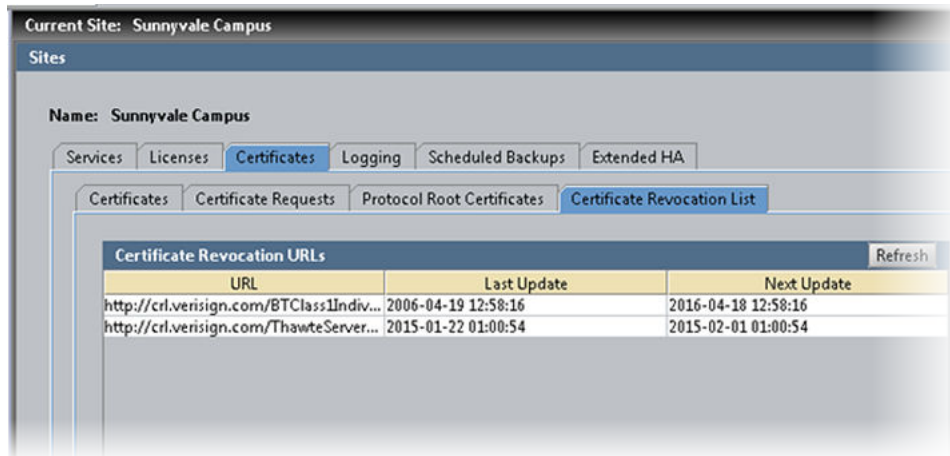 Current Site: Sunnyvale Campus
Sites
Name: Sunnyvale Campus
Services Licenses Certificates Logging Scheduled Backups Extended HA
Certificates Certificate Requests Protocol Root Certificates Certificate Revocation List
Certificate Revocation URLs Refresh
URL Last Update Next Update
http://crl.verisign.com/BTClass1Indiv... 2006-04-19 12:58:16 2016-04-18 12:58:16
http://crl.verisign.com/ThawteServer... 2015-01-22 01:00:54 2015-02-01 01:00:54